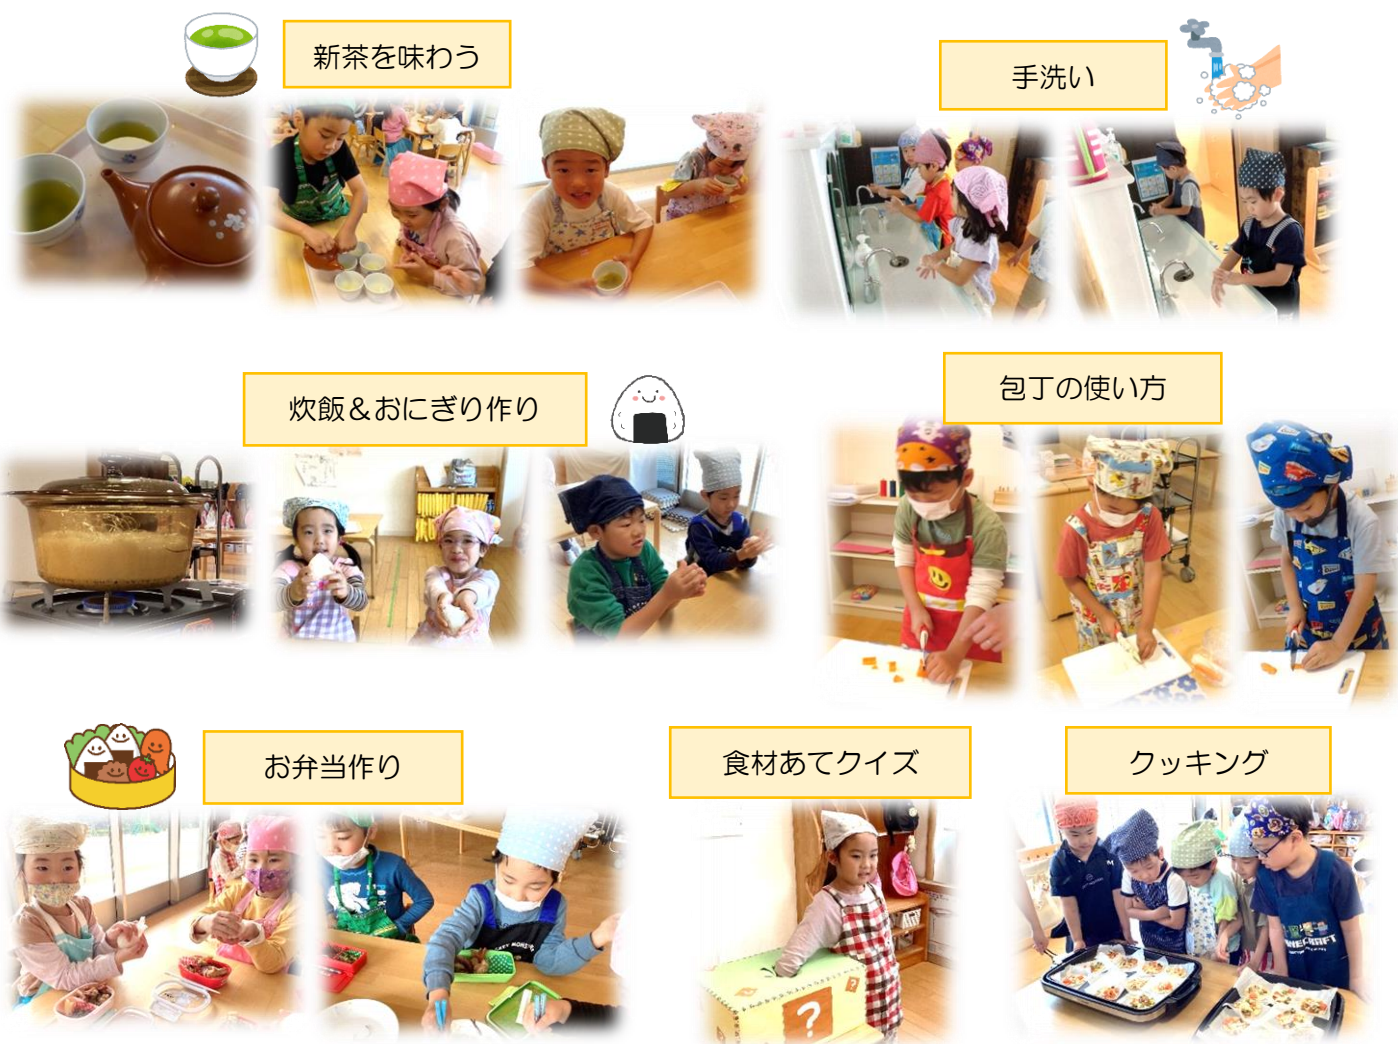 新茶を味わう
手洗い
炊飯＆おにぎり作り
包丁の使い方
お弁当作り
食材あてクイズ
クッキング
?
?